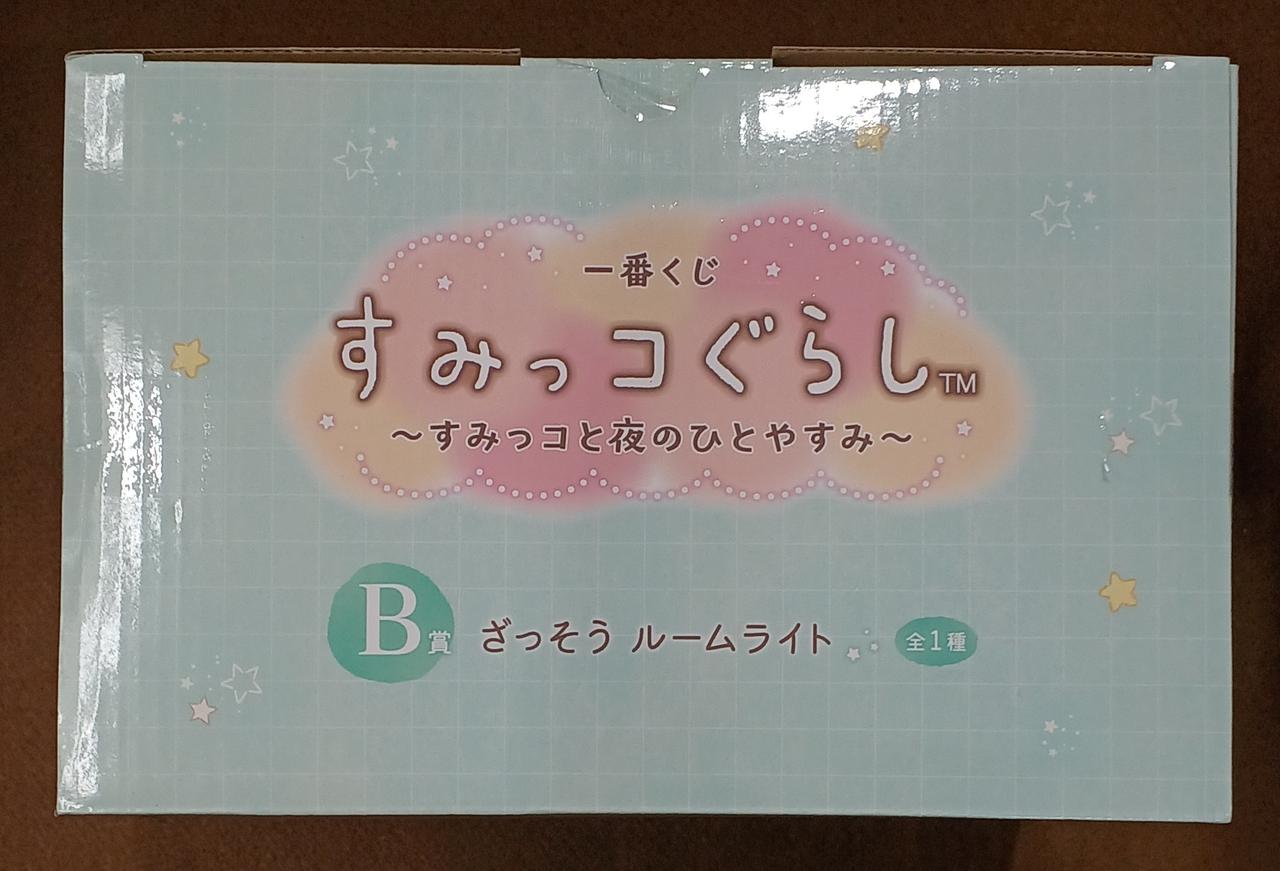 一番くじ
すみっコぐらし™
～すみっコと夜のひとやすみ～
B賞 ざっそう ルームライト 全1種